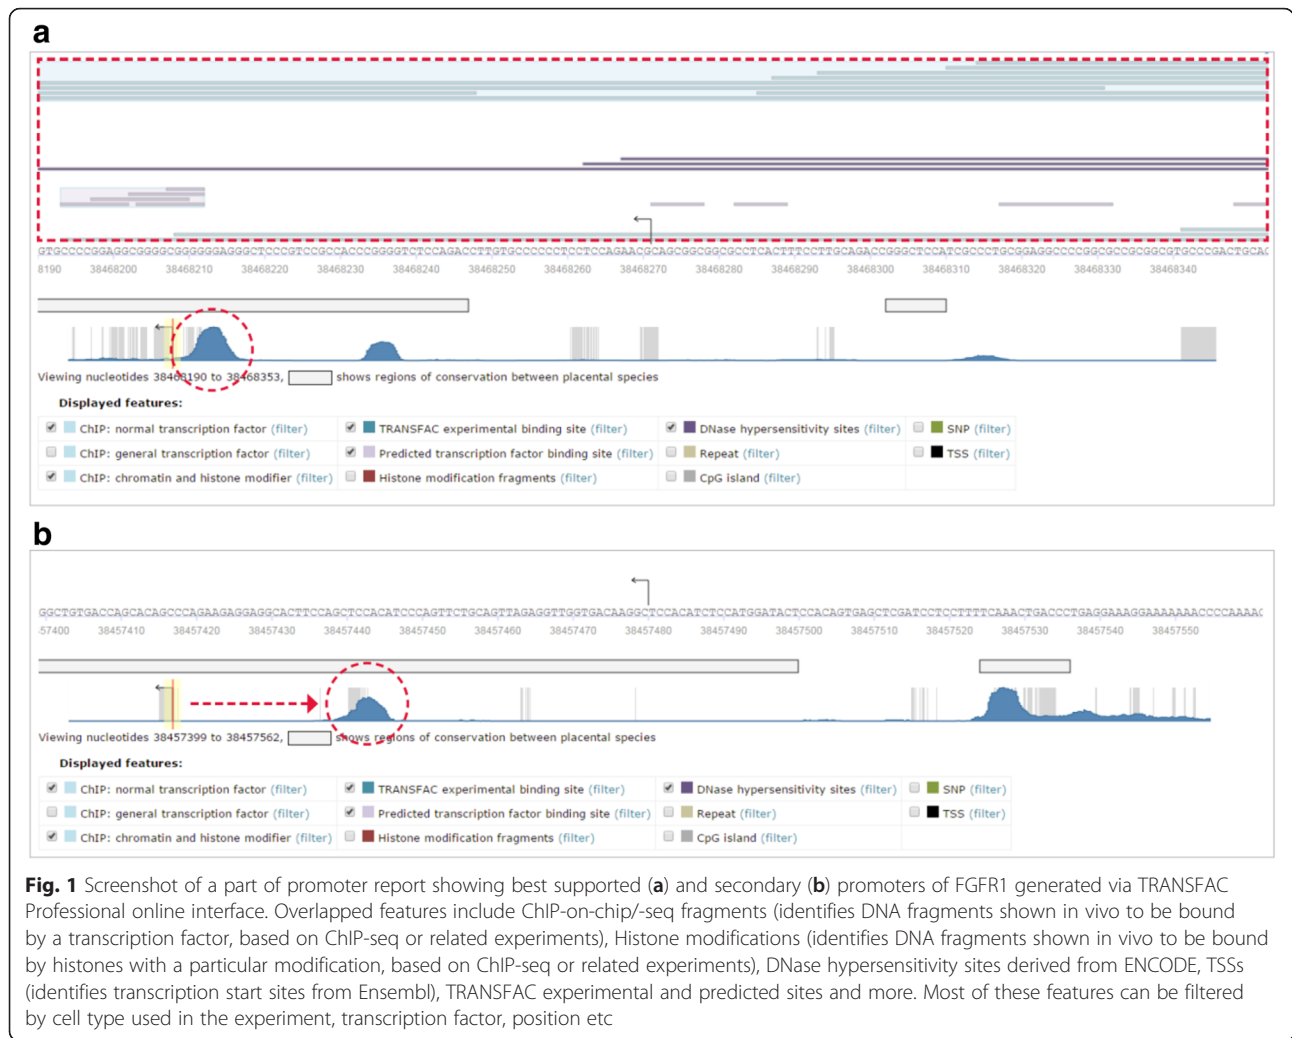 a
GTGCCCCGGAGGCGGGGCGGGGGGAGGGCTCCCGTCCGCCACCCGGGGTCTCCAGACCTTGTGCCCCCCTCCTCCAGAACGCAGCGGCGGCGCCTCACTTTCCTTGCAGACCGGGCTCCATCGCCCTGCGGAGGCCCCGGCGCCGCGGCGTGCCCGACTGCAC
8190 38468200 38468210 38468220 38468230 38468240 38468250 38468260 38468270 38468280 38468290 38468300 38468310 38468320 38468330 38468340
Viewing nucleotides 38468190 to 38468353, shows regions of conservation between placental species
Displayed features:
ChIP: normal transcription factor (filter) TRANSFAC experimental binding site (filter) DNase hypersensitivity sites (filter) SNP (filter)
ChIP: general transcription factor (filter) Predicted transcription factor binding site (filter) Repeat (filter) TSS (filter)
ChIP: chromatin and histone modifier (filter) Histone modification fragments (filter) CpG island (filter)
b
GGCTGTGACCAGCACAGCCCAGAAGAGGAGGCACTTCCAGCTCCACATCCCAGTTCTGCAGTTAGAGGTTGGTGACAAGGCTCCACATCTCCATGGATACTCCACAGTGAGCTCGATCCTCCTTTTCAAACTGACCCTGAGGAAAGGAAAAAAACCCCAAAAC
57400 38457410 38457420 38457430 38457440 38457450 38457460 38457470 38457480 38457490 38457500 38457510 38457520 38457530 38457540 38457550
Viewing nucleotides 38457399 to 38457562, shows regions of conservation between placental species
Displayed features:
ChIP: normal transcription factor (filter) TRANSFAC experimental binding site (filter) DNase hypersensitivity sites (filter) SNP (filter)
ChIP: general transcription factor (filter) Predicted transcription factor binding site (filter) Repeat (filter) TSS (filter)
ChIP: chromatin and histone modifier (filter) Histone modification fragments (filter) CpG island (filter)
Fig. 1 Screenshot of a part of promoter report showing best supported (a) and secondary (b) promoters of FGFR1 generated via TRANSFAC
Professional online interface. Overlapped features include ChIP-on-chip/-seq fragments (identifies DNA fragments shown in vivo to be bound
by a transcription factor, based on ChIP-seq or related experiments), Histone modifications (identifies DNA fragments shown in vivo to be bound
by histones with a particular modification, based on ChIP-seq or related experiments), DNase hypersensitivity sites derived from ENCODE, TSSs
(identifies transcription start sites from Ensembl), TRANSFAC experimental and predicted sites and more. Most of these features can be filtered
by cell type used in the experiment, transcription factor, position etc